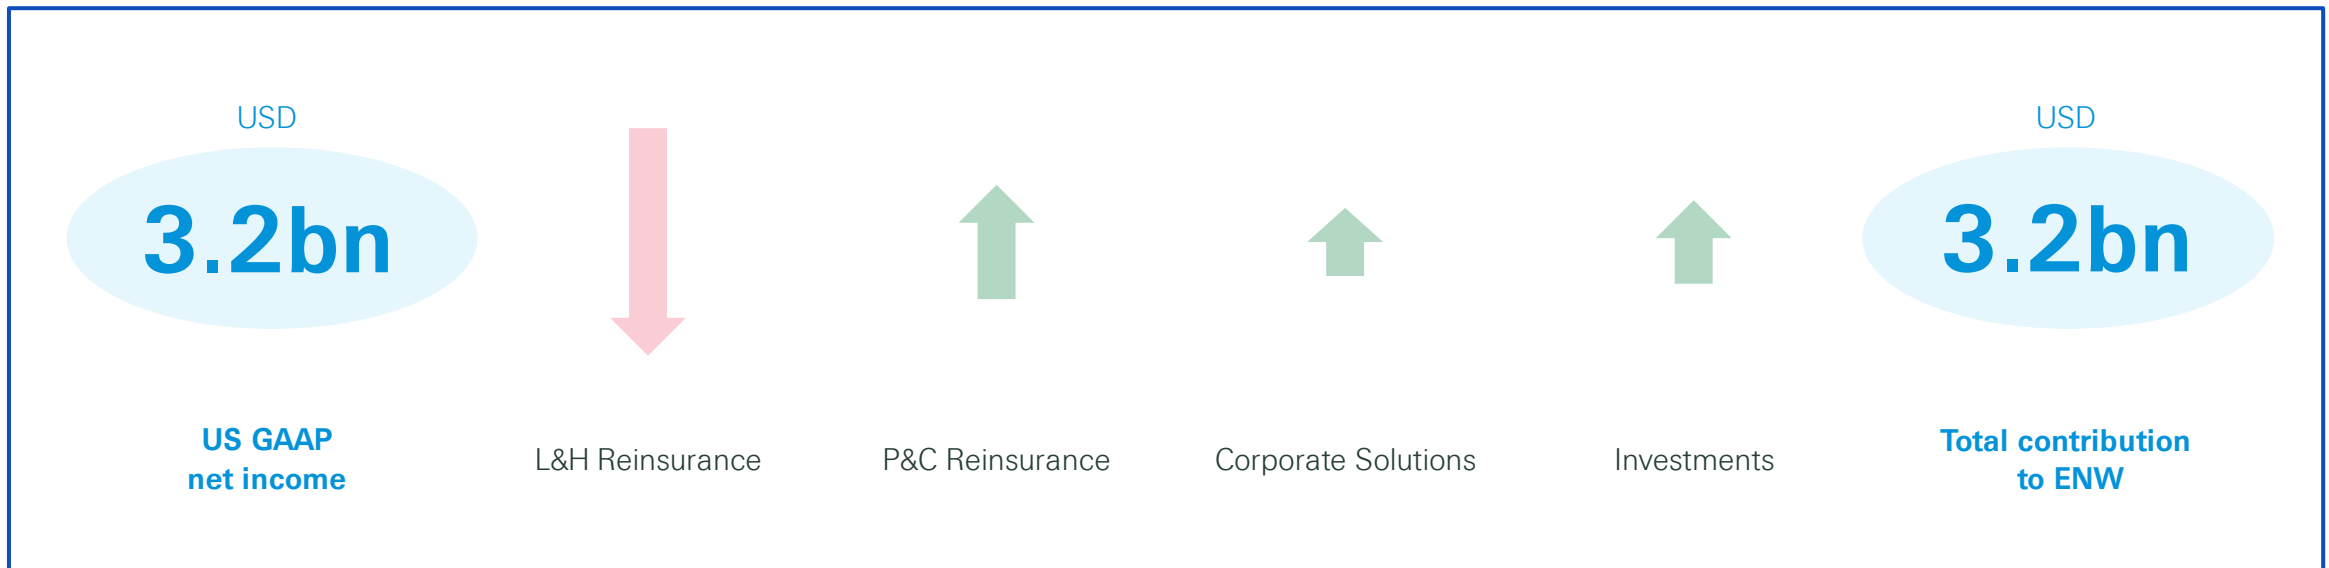 USD
3.2bn
US GAAP
net income
L&H Reinsurance
P&C Reinsurance
Corporate Solutions
Investments
USD
3.2bn
Total contribution
to ENW